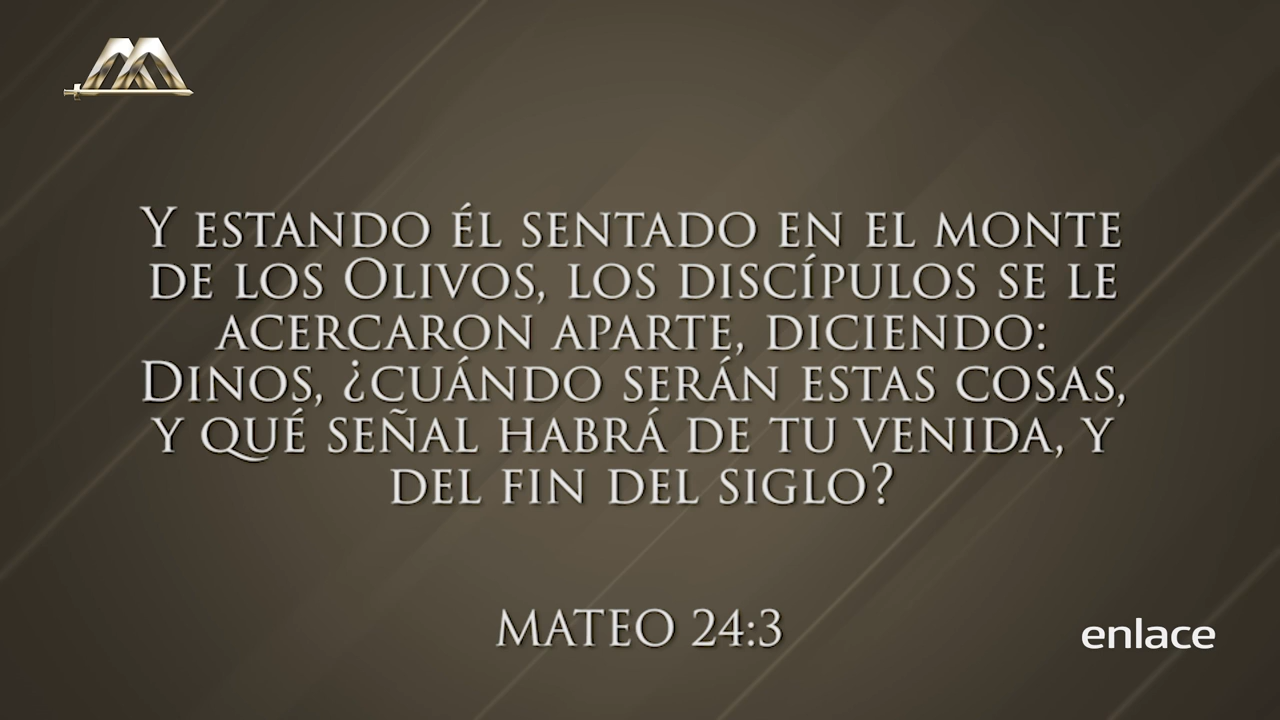 Y ESTANDO ÉL SENTADO EN EL MONTE
DE LOS OLIVOS, LOS DISCÍPULOS SE LE
ACERCARON APARTE, DICIENDO:
DINOS, ¿CUÁNDO SERÁN ESTAS COSAS,
Y QUÉ SEÑAL HABRÁ DE TU VENIDA, Y
DEL FIN DEL SIGLO?
MATEO 24:3
enlace